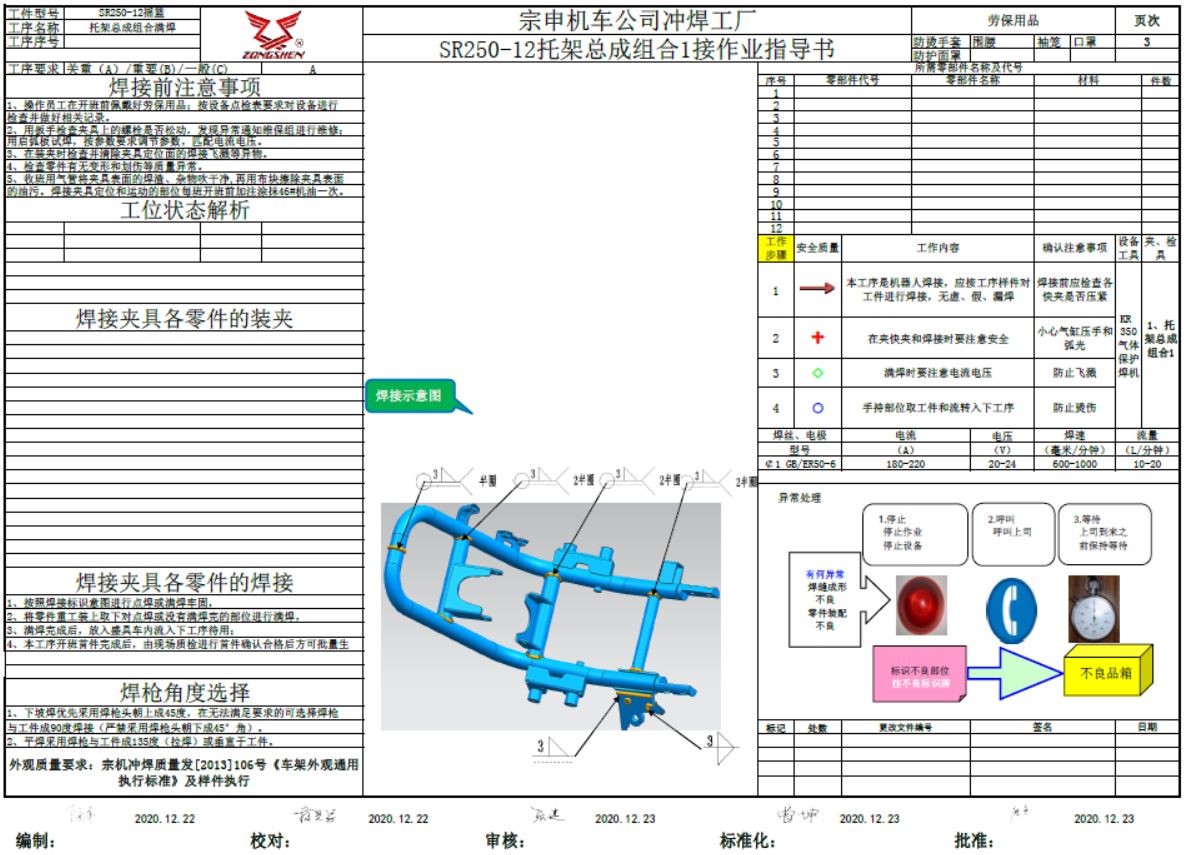 工件型号 SR250-12摇篮
工序名称 托架总成组合满焊
工序序号
ZONGSHEN
宗申机车公司冲焊工厂
SR250-12托架总成组合1接作业指导书
劳保用品
页次
防烫手套 围腰 袖笼 口罩
防护面罩
3
工序要求 关重（A）/重要(B)/一般(C) A
焊接前注意事项
1、操作员工在开班前佩戴好劳保用品；按设备点检表要求对设备进行
检查并做好相关记录。
2、用扳手检查夹具上的螺栓是否松动，发现异常通知维保组进行维修；
用启弧板试焊，按参数要求调节参数，匹配电流电压。
3、在装夹时检查并清除夹具定位面的焊接飞溅等异物。
4、检查零件有无变形和划伤等质量异常。
5、收班用气管将夹具表面的焊渣、杂物吹干净,再用布块擦除夹具表面
的油污。焊接夹具定位和运动的部位每班开班前加注涂抹46#机油一次。
工位状态解析
焊接夹具各零件的装夹
焊接夹具各零件的焊接
1、按照焊接标识意图进行点焊或满焊牢固，
2、将零件重工装上取下对点焊或没有满焊完的部位进行满焊，
3、满焊完成后，放入盛具车内流入下工序待用；
4、本工序开班首件完成后，由现场质检进行首件确认合格后方可批量生
焊枪角度选择
1、下坡焊优先采用焊枪头朝上成45度，在无法满足要求的可选择焊枪
与工件成90度焊接（严禁采用焊枪头朝下成45°角）。
2、平焊采用焊枪与工件成135度（拉焊）或垂直于工件。
外观质量要求：宗机冲焊质量发[2013]106号《车架外观通用
执行标准》及样件执行
焊接示意图
3 半圈
3 2半圈
3 2半圈
3 2半圈
3
3
所需零部件名称及代号
序号 零部件代号 零部件名称 材料 件数
1
2
3
4
5
6
7
8
9
10
11
12
工作步骤 安全质量 工作内容 确认注意事项 设备工具 夹、检具
1 本工序是机器人焊接，应按工序样件对工件进行焊接，无虚、假、漏焊 焊接前应检查各快夹是否压紧
2 在夹快夹和焊接时要注意安全 小心气缸压手和弧光
3 满焊时要注意电流电压 防止飞溅
4 手持部位取工件和流转入下工序 防止烫伤
KR 350 气体保护焊机
1、托架总成组合1
焊丝、电极 电流 电压 焊速 流量
型号 （A） （V） （毫米/分钟） （L/分钟）
¢1 GB/ER50-6 180-220 20-24 600-1000 10-20
异常处理
1.停止
停止作业
停止设备
2.呼叫
呼叫上司
3.等待
上司到来之
前保持等待
有何异常
焊缝成形
不良
零件装配
不良
标识不良部位
挂不良标识牌
不良品箱
标记 处数 更改文件编号 签名 日期
编制： 2020.12.22
校对： 2020.12.22
审核： 2020.12.23
标准化： 2020.12.23
批准： 2020.12.23